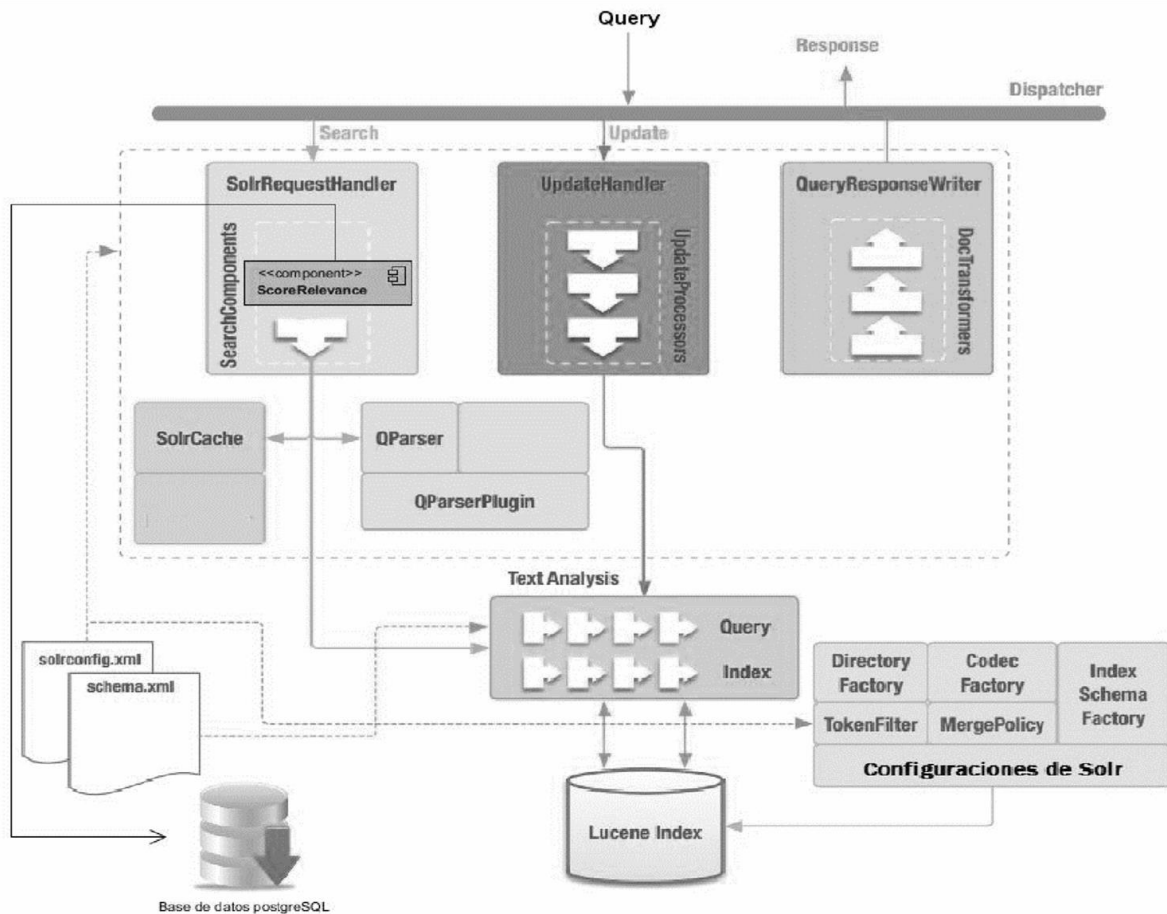 Query
Response
Dispatcher
Search
Update
SolrRequestHandler
UpdateHandler
QueryResponseWriter
SearchComponents
<<component>>
ScoreRelevance
UpdateProcessors
DocTransformers
SolrCache
QParser
QParserPlugin
Text Analysis
Query
Index
solrconfig.xml
schema.xml
Directory
Factory
Codec
Factory
Index
Schema
Factory
TokenFilter
MergePolicy
Configuraciones de Solr
Lucene Index
Base de datos postgreSQL